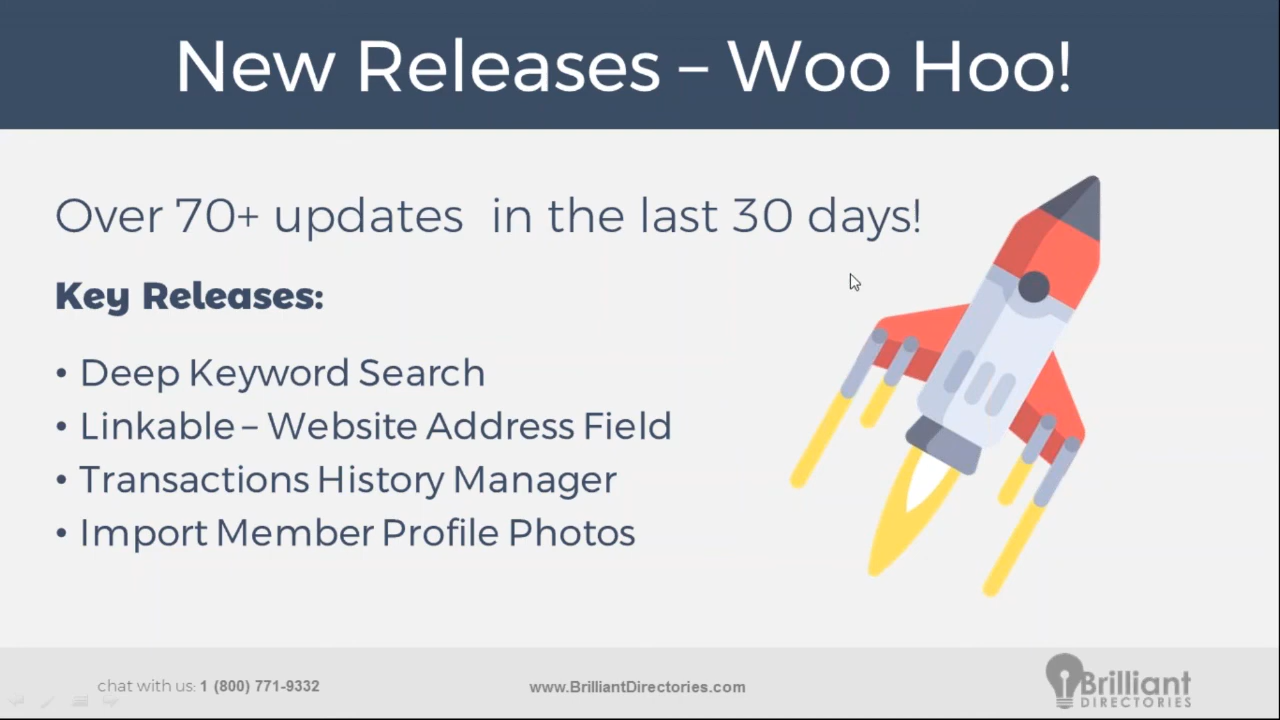 New Releases – Woo Hoo!
Over 70+ updates  in the last 30 days!
Key Releases:
• Deep Keyword Search
• Linkable – Website Address Field
• Transactions History Manager
• Import Member Profile Photos
chat with us: 1 (800) 771-9332
www.BrilliantDirectories.com
Brilliant
DIRECTORIES